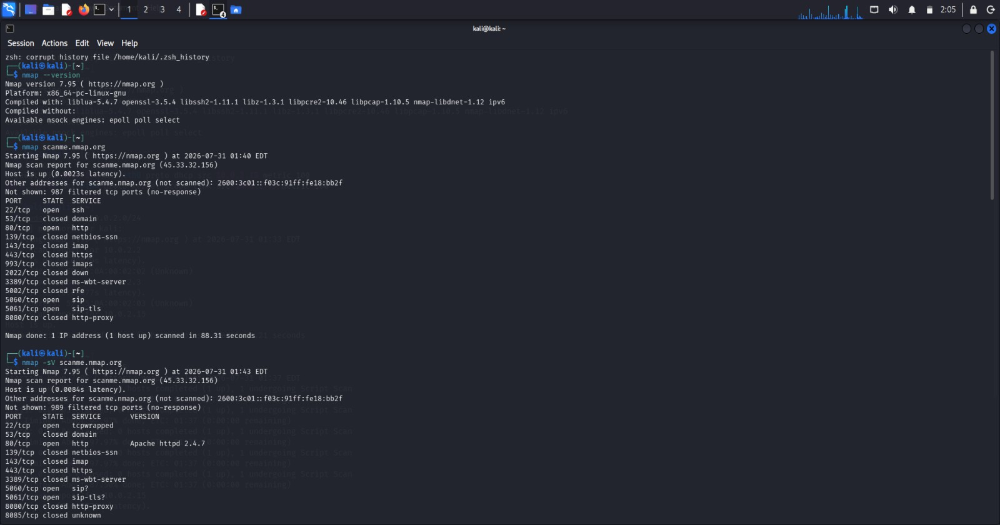 1 2 3 4 4 2:05
kali@kali: ~
Session Actions Edit View Help
zsh: corrupt history file /home/kali/.zsh_history
┌──(kali㉿kali)-[~]
└─$ nmap --version
Nmap version 7.95 ( https://nmap.org )
Platform: x86_64-pc-linux-gnu
Compiled with: liblua-5.4.7 openssl-3.5.4 libssh2-1.11.1 libz-1.3.1 libpcre2-10.46 libpcap-1.10.5 nmap-libdnet-1.12 ipv6
Compiled without:
Available nsock engines: epoll poll select
┌──(kali㉿kali)-[~]
└─$ nmap scanme.nmap.org
Starting Nmap 7.95 ( https://nmap.org ) at 2026-07-31 01:40 EDT
Nmap scan report for scanme.nmap.org (45.33.32.156)
Host is up (0.0023s latency).
Other addresses for scanme.nmap.org (not scanned): 2600:3c01::f03c:91ff:fe18:bb2f
Not shown: 987 filtered tcp ports (no-response)
PORT     STATE  SERVICE
22/tcp   open   ssh
53/tcp   closed domain
80/tcp   open   http
139/tcp  closed netbios-ssn
143/tcp  closed imap
443/tcp  closed https
993/tcp  closed imaps
2022/tcp closed down
3389/tcp closed ms-wbt-server
5002/tcp closed rfe
5060/tcp open   sip
5061/tcp open   sip-tls
8080/tcp closed http-proxy
Nmap done: 1 IP address (1 host up) scanned in 88.31 seconds
┌──(kali㉿kali)-[~]
└─$ nmap -sV scanme.nmap.org
Starting Nmap 7.95 ( https://nmap.org ) at 2026-07-31 01:43 EDT
Nmap scan report for scanme.nmap.org (45.33.32.156)
Host is up (0.0084s latency).
Other addresses for scanme.nmap.org (not scanned): 2600:3c01::f03c:91ff:fe18:bb2f
Not shown: 989 filtered tcp ports (no-response)
PORT     STATE  SERVICE       VERSION
22/tcp   open   tcpwrapped
53/tcp   closed domain
80/tcp   open   http          Apache httpd 2.4.7
139/tcp  closed netbios-ssn
143/tcp  closed imap
443/tcp  closed https
3389/tcp closed ms-wbt-server
5060/tcp open   sip?
5061/tcp open   sip-tls?
8080/tcp closed http-proxy
8085/tcp closed unknown